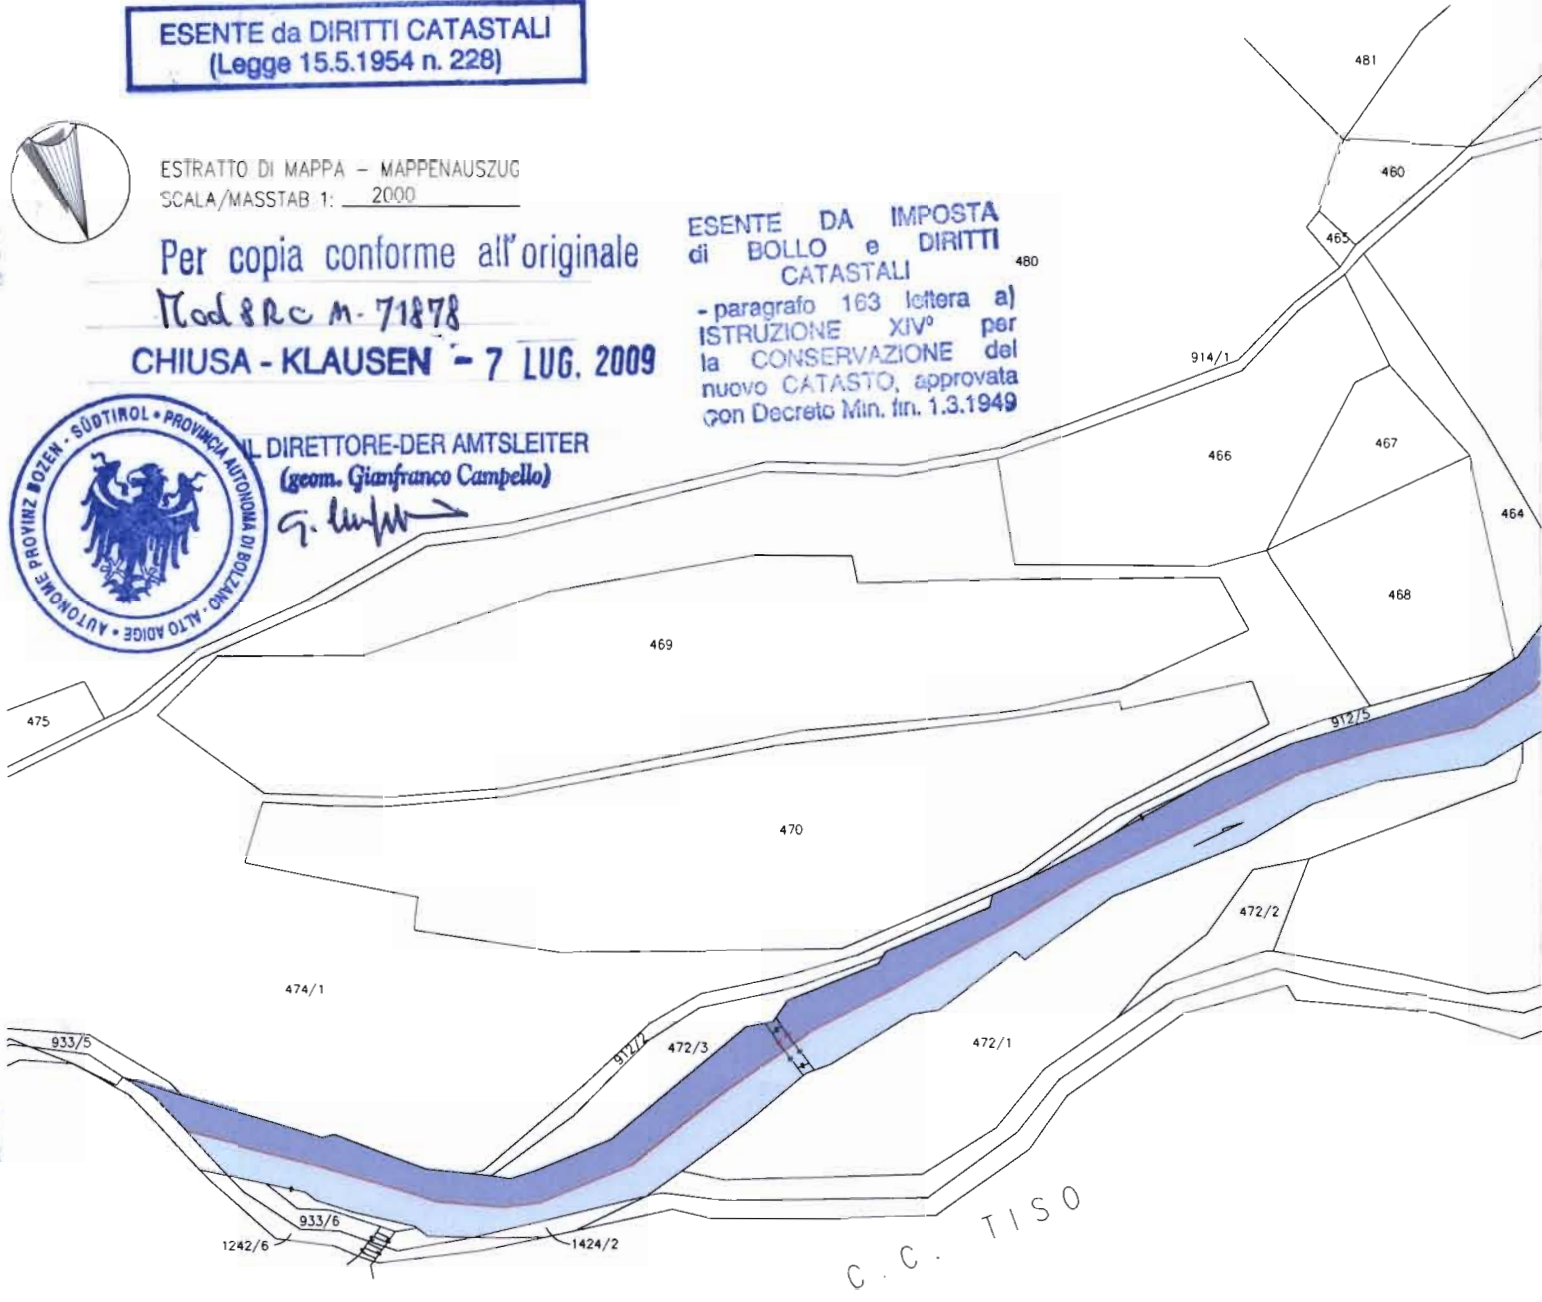 ESENTE da DIRITTI CATASTALI
(Legge 15.5.1954 n. 228)
ESTRATTO DI MAPPA - MAPPENAUSZUG
SCALA/MASSTAB 1: 2000
Per copia conforme all'originale
Mod 8 Rc n. 71878
CHIUSA - KLAUSEN - 7 LUG. 2009
IL DIRETTORE-DER AMTSLEITER
(geom. Gianfranco Campello)
AUTONOME PROVINZ BOZEN - SÜDTIROL • PROVINCIA AUTONOMA DI BOLZANO - ALTO ADIGE •
ESENTE DA IMPOSTA
di BOLLO e DIRITTI
CATASTALI
- paragrafo 163 lettera a)
ISTRUZIONE XIV° per
la CONSERVAZIONE del
nuovo CATASTO, approvata
con Decreto Min. fin. 1.3.1949
481
460
465
480
914/1
466
467
464
468
469
475
912/5
470
472/2
474/1
933/5
912/2
472/3
472/1
933/6
1242/6
1424/2
C.C. TISO